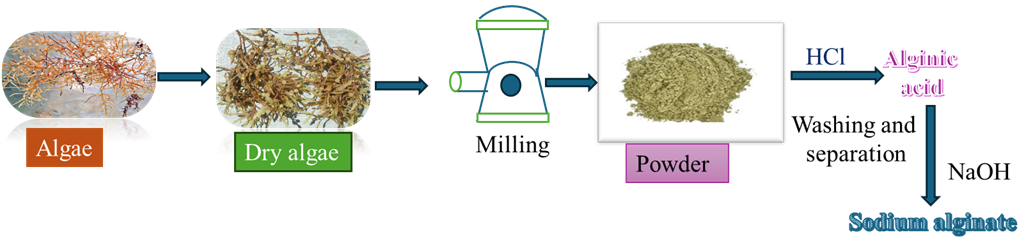 Algae
Dry algae
Milling
Powder
HCl
Alginic
acid
Washing and
separation
NaOH
Sodium alginate